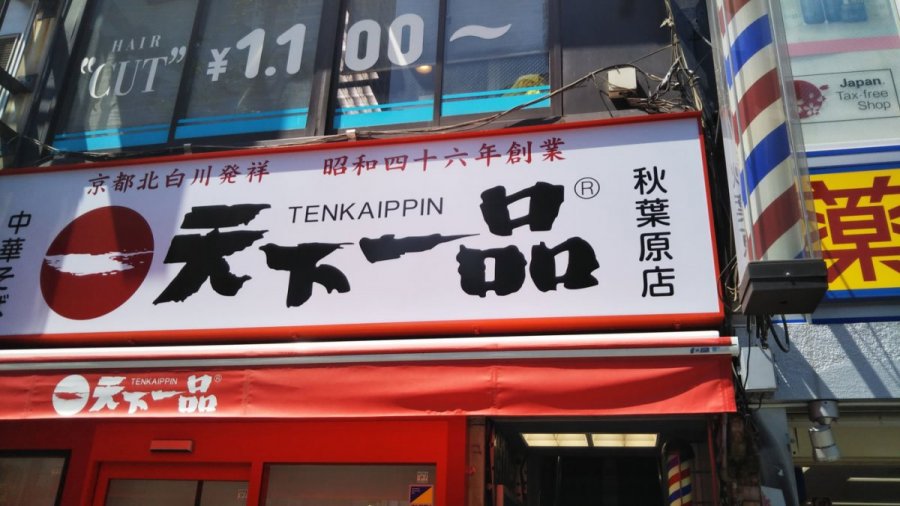 HAIR
“CUT”
¥1.100～
Japan
Tax-free
Shop
京都北白川発祥 昭和四十六年創業
中華そば
天下一品
TENKAIPPIN
®
秋葉原店
薬
天下一品
TENKAIPPIN
®